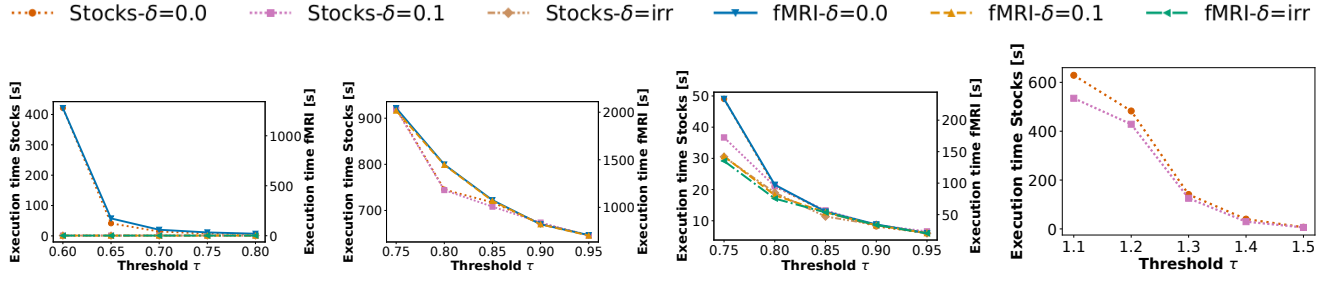 Stocks-δ=0.0 Stocks-δ=0.1 Stocks-δ=irr fMRI-δ=0.0 fMRI-δ=0.1 fMRI-δ=irr
Execution time Stocks [s]
400
300
200
100
0
0.60 0.65 0.70 0.75 0.80
Threshold τ
1000
500
0
Execution time fMRI [s]
Execution time Stocks [s]
900
800
700
0.75 0.80 0.85 0.90 0.95
Threshold τ
2000
1500
1000
Execution time fMRI [s]
Execution time Stocks [s]
50
40
30
20
10
0.75 0.80 0.85 0.90 0.95
Threshold τ
200
150
100
50
Execution time fMRI [s]
Execution time Stocks [s]
600
400
200
0
1.1 1.2 1.3 1.4 1.5
Threshold τ